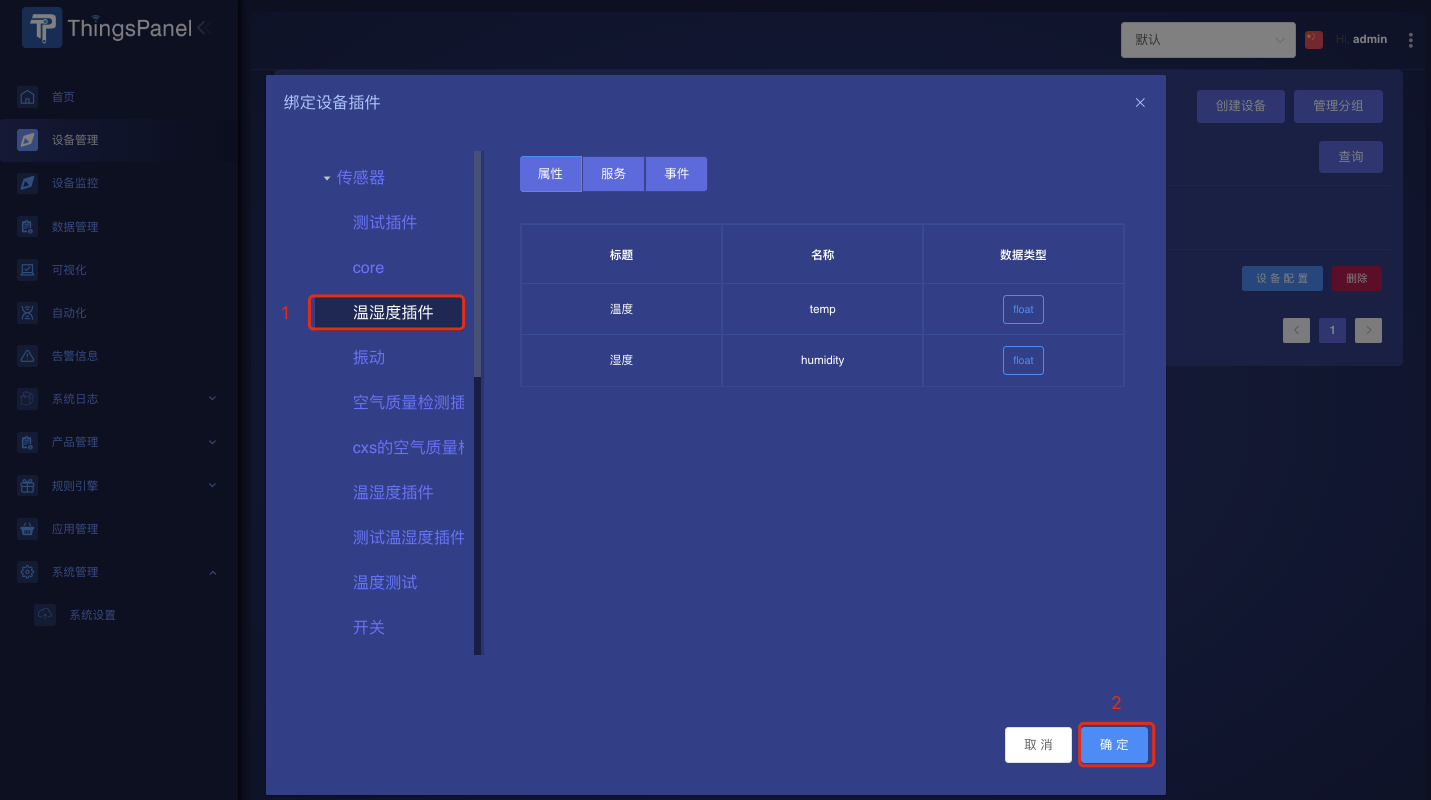 ThingsPanel
默认
Hi, admin
首页
设备管理
设备监控
数据管理
可视化
自动化
告警信息
系统日志
产品管理
规则引擎
应用管理
系统管理
系统设置
创建设备
管理分组
查询
设 备 配 置
删除
1
绑定设备插件
传感器
测试插件
core
1
温湿度插件
振动
空气质量检测插
cxs的空气质量
温湿度插件
测试温湿度插件
温度测试
开关
属性
服务
事件
标题 名称 数据类型
温度 temp float
湿度 humidity float
2
取 消
确 定